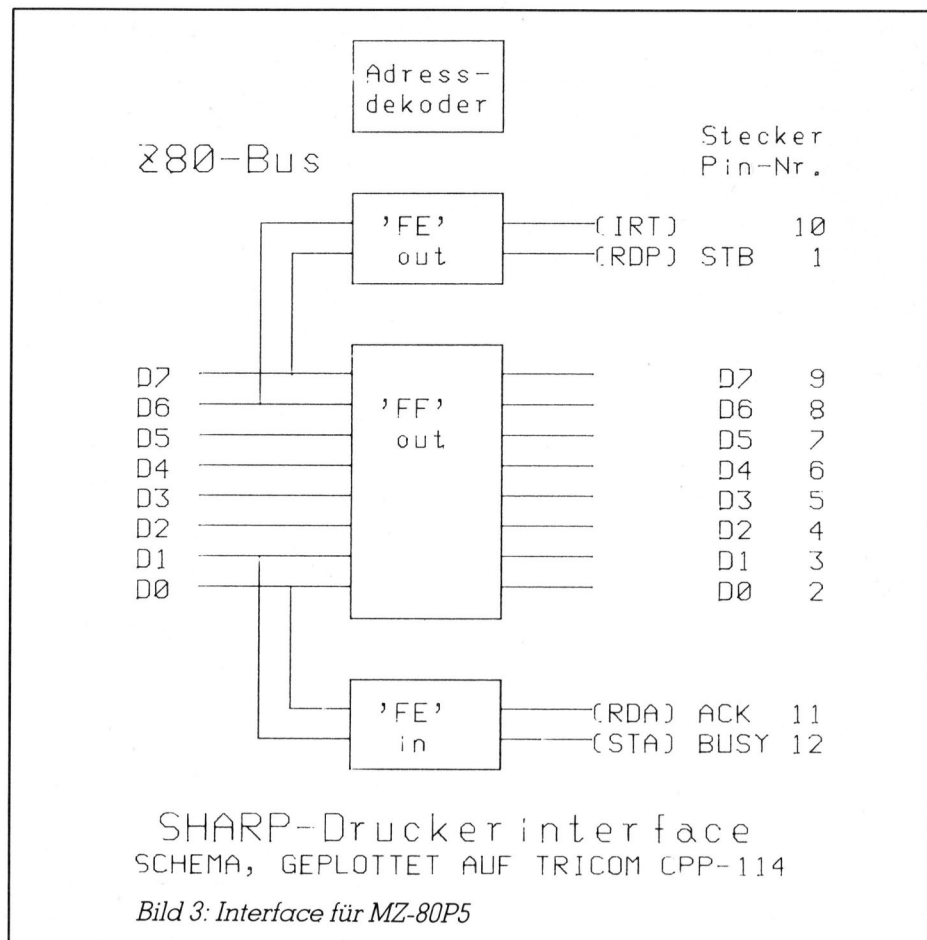 Adress-
dekoder
Stecker
Z80-Bus Pin-Nr.
'FE' (IRT) 10
out (RDP) STB 1
D7 D7 9
D6 'FF' D6 8
D5 out D5 7
D4 D4 6
D3 D3 5
D2 D2 4
D1 D1 3
D0 D0 2
'FE' (RDA) ACK 11
in (STA) BUSY 12
SHARP-Druckerinterface
SCHEMA, GEPLOTTET AUF TRICOM CPP-114
Bild 3: Interface für MZ-80P5